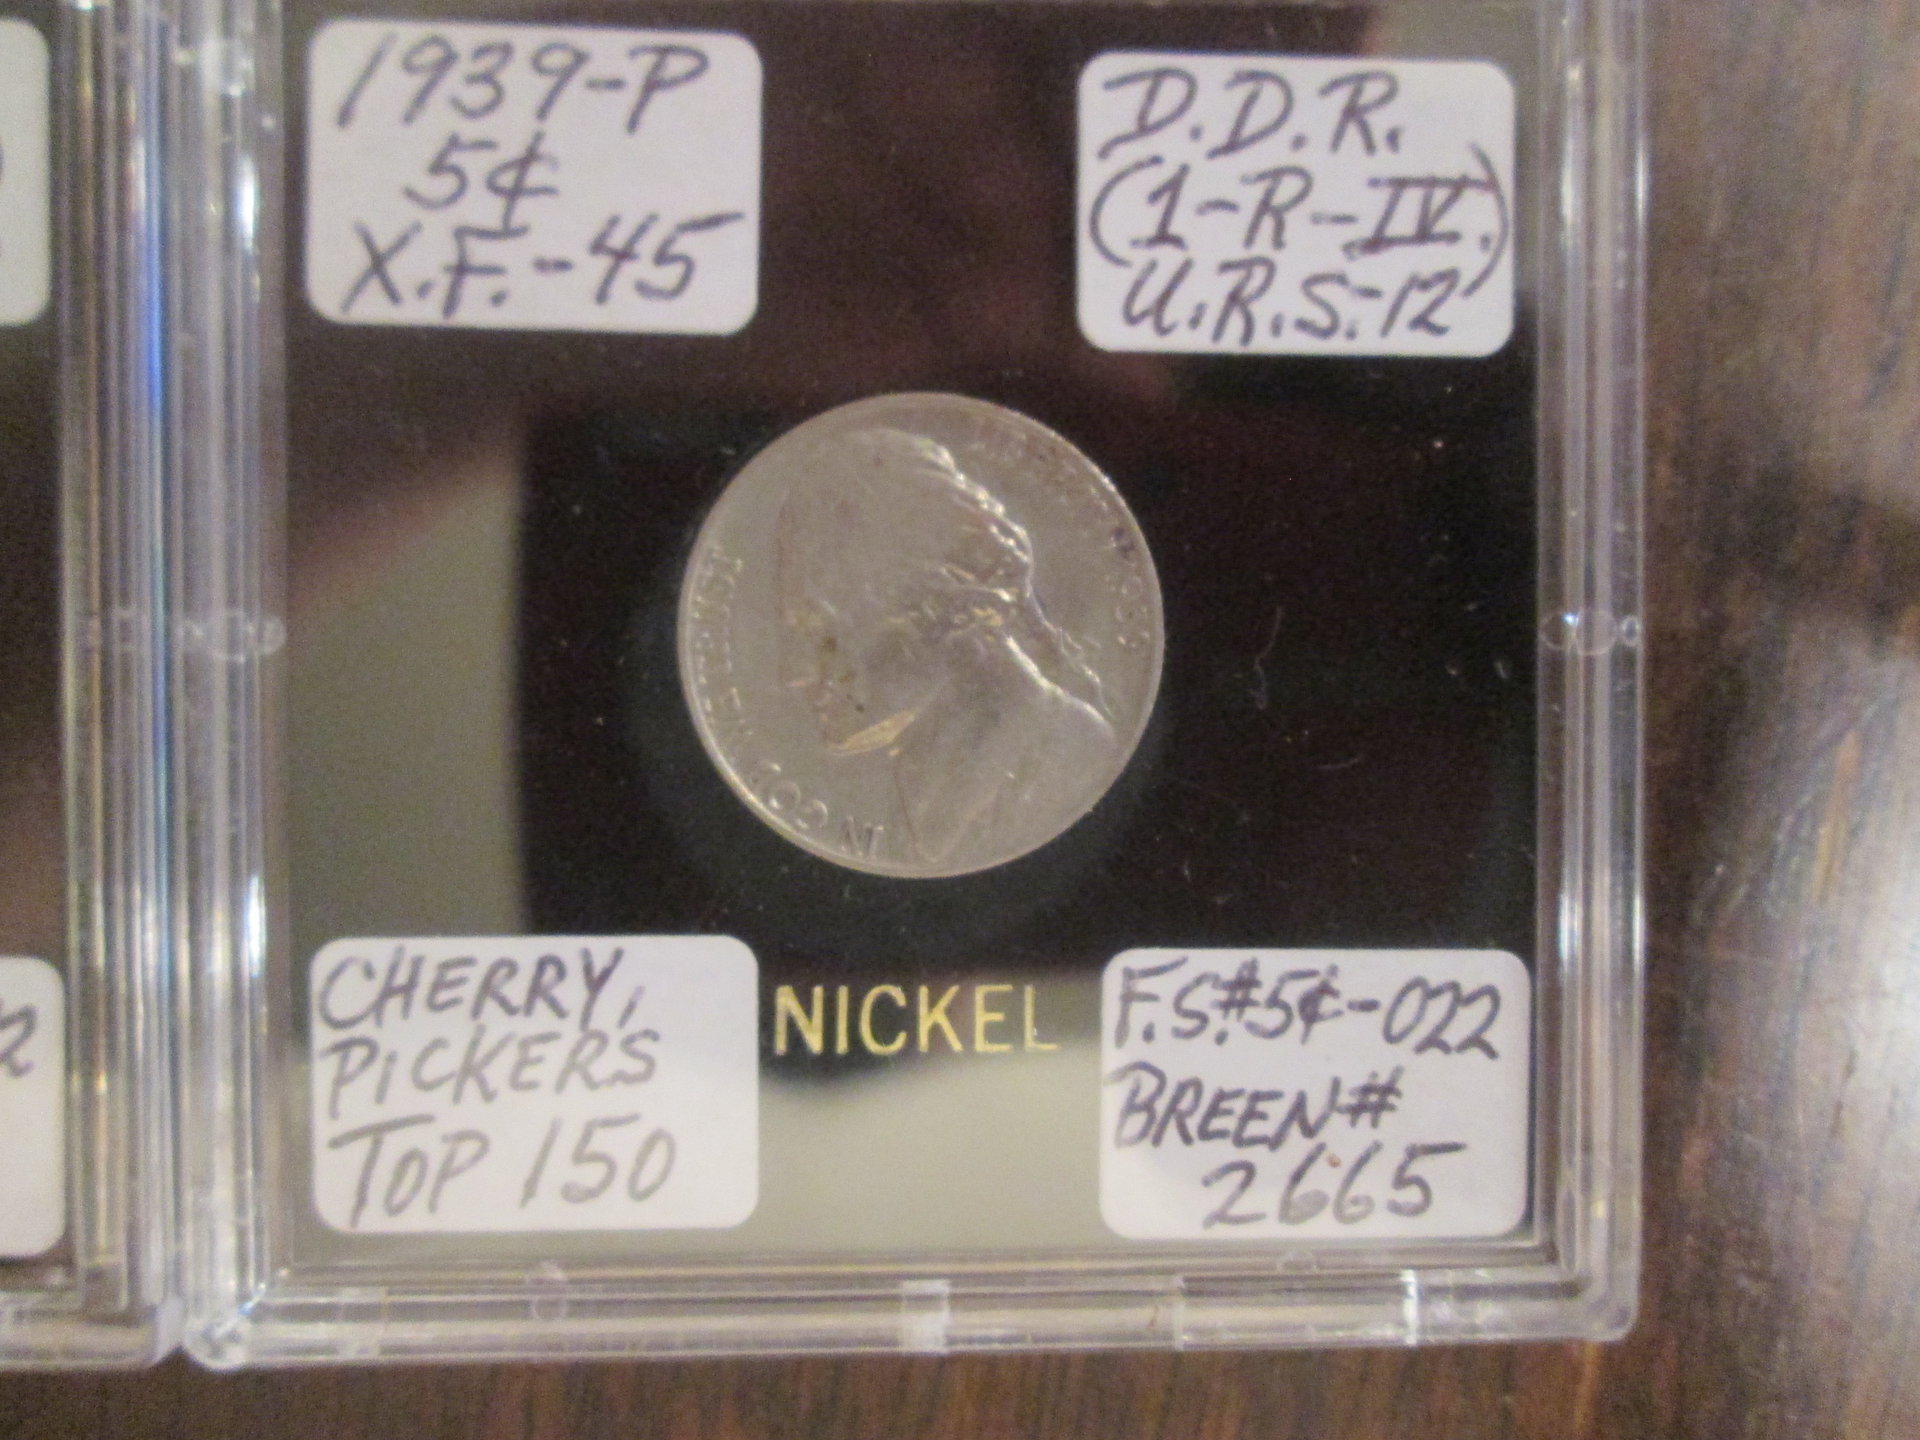 1939-P
5¢
X.F.-45
D.D.R.
(1-R-IV.)
U.R.S.-12
LIBERTY
1939
IN GOD WE TRUST
CHERRY,
PICKERS
TOP 150
NICKEL
F.S.#5¢-022
BREEN#
2665
2